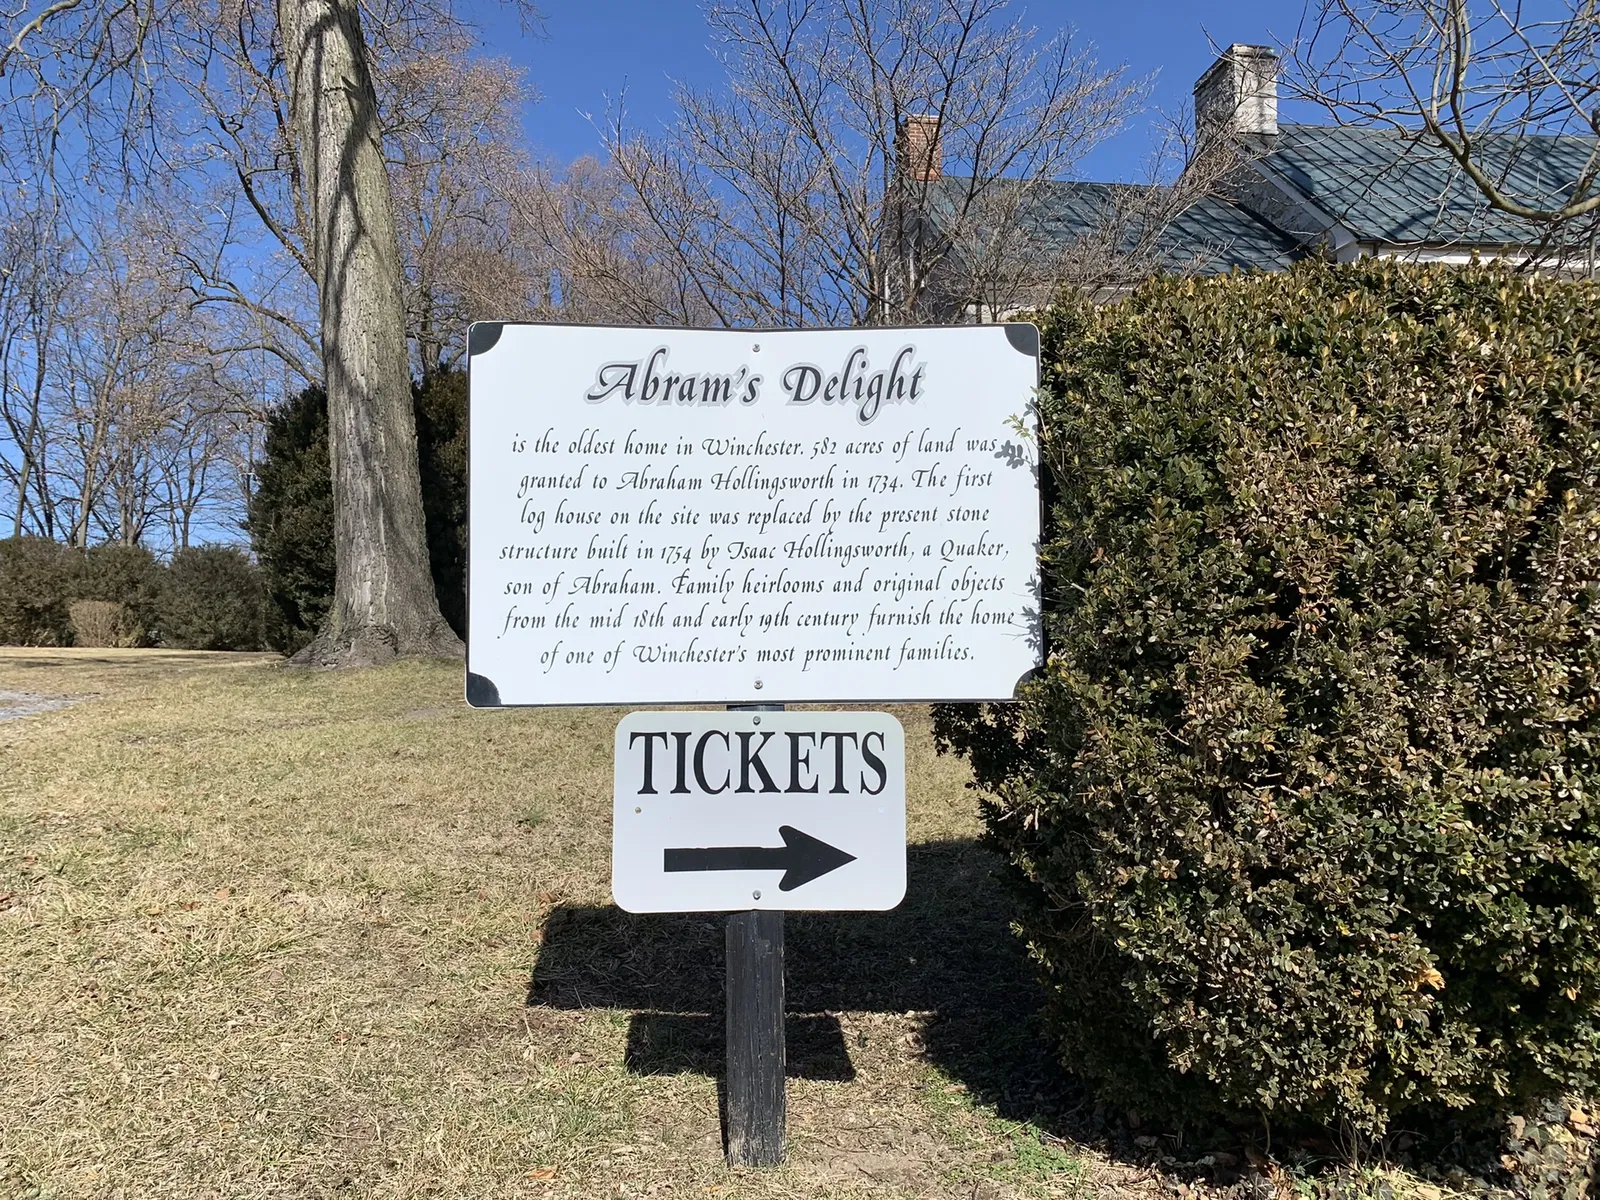 Abram's Delight
is the oldest home in Winchester. 582 acres of land was
granted to Abraham Hollingsworth in 1734. The first
log house on the site was replaced by the present stone
structure built in 1754 by Isaac Hollingsworth, a Quaker,
son of Abraham. Family heirlooms and original objects
from the mid 18th and early 19th century furnish the home
of one of Winchester's most prominent families.
TICKETS